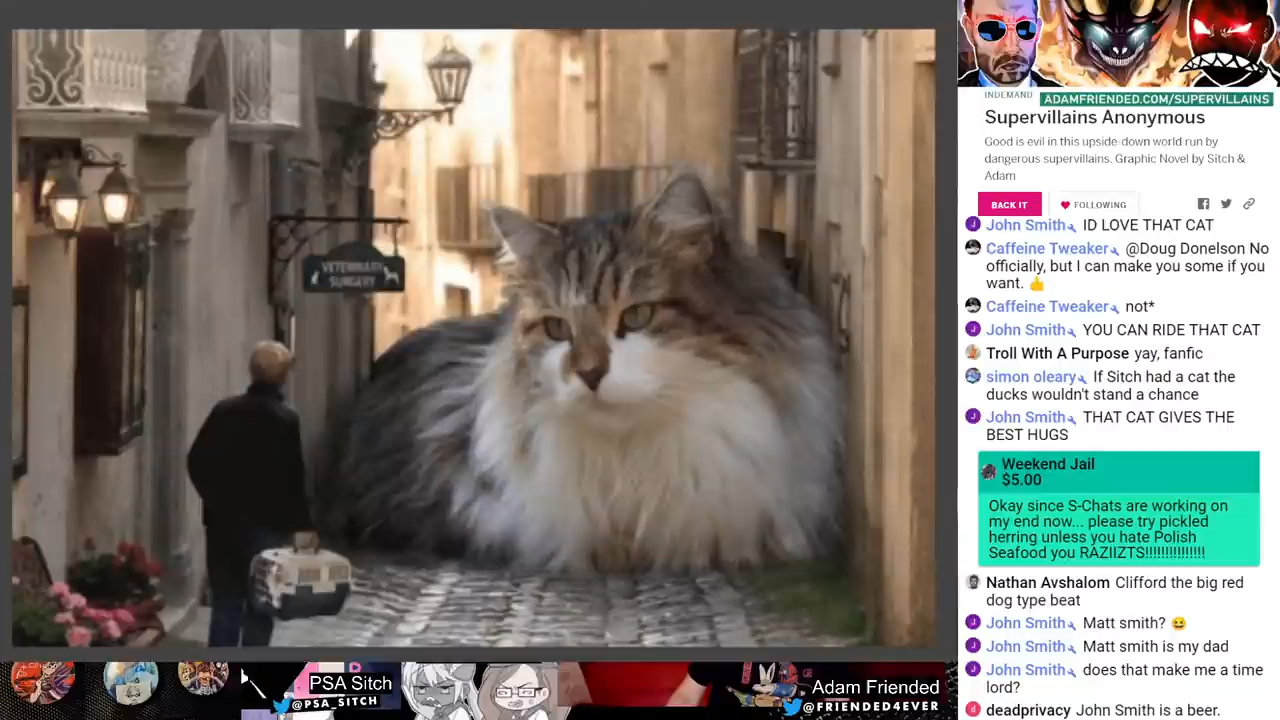 VETERINARY
SURGERY
INDEMAND
ADAMFRIENDED.COM/SUPERVILLAINS
Supervillains Anonymous
Good is evil in this upside-down world run by
dangerous supervillains. Graphic Novel by Sitch &
Adam
BACK IT
FOLLOWING
John Smith ID LOVE THAT CAT
Caffeine Tweaker @Doug Donelson No
officially, but I can make you some if you
want. 👍
Caffeine Tweaker not*
John Smith YOU CAN RIDE THAT CAT
Troll With A Purpose yay, fanfic
simon oleary If Sitch had a cat the
ducks wouldn't stand a chance
John Smith THAT CAT GIVES THE
BEST HUGS
Weekend Jail
$5.00
Okay since S-Chats are working on
my end now... please try pickled
herring unless you hate Polish
Seafood you RAZIIZTS!!!!!!!!!!!!!!!
Nathan Avshalom Clifford the big red
dog type beat
John Smith Matt smith? 😆
John Smith Matt smith is my dad
John Smith does that make me a time
lord?
deadprivacy John Smith is a beer.
PSA Sitch
@PSA_SITCH
Adam Friended
@FRIENDED4EVER